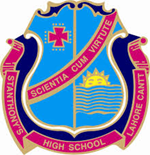 SCIENTIA CUM VIRTUTE
ST.ANTHONY'S HIGH SCHOOL LAHORE CANTT